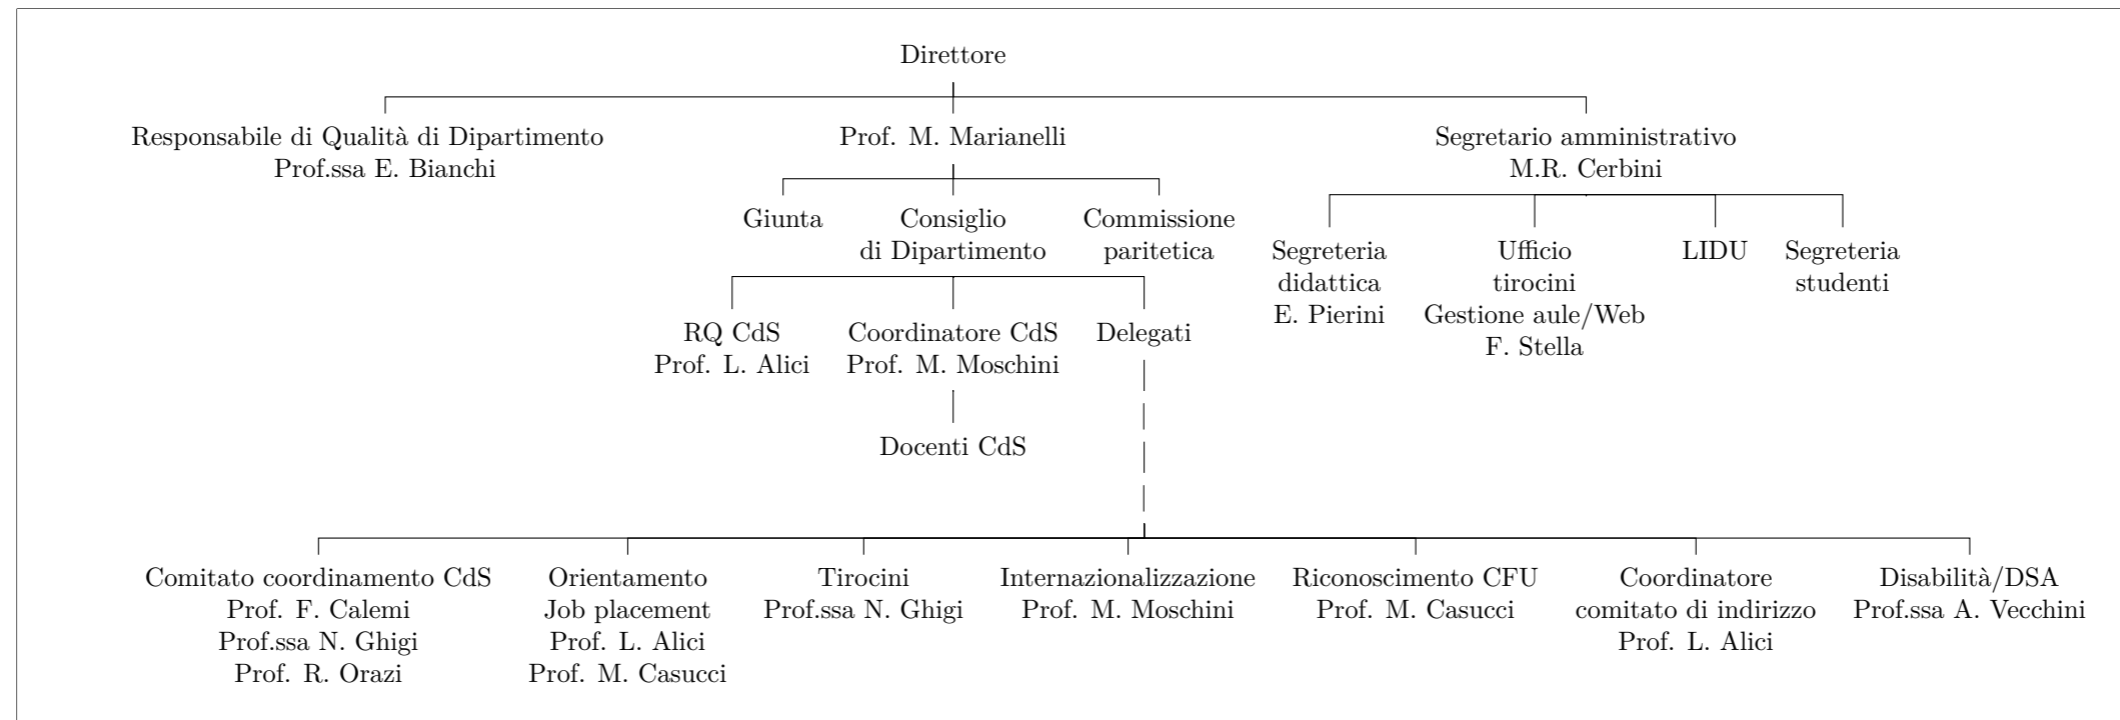 Direttore
Responsabile di Qualità di Dipartimento
Prof.ssa E. Bianchi
Prof. M. Marianelli
Segretario amministrativo
M.R. Cerbini
Giunta
Consiglio
di Dipartimento
Commissione
paritetica
Segreteria
didattica
E. Pierini
Ufficio
tirocini
Gestione aule/Web
F. Stella
LIDU
Segreteria
studenti
RQ CdS
Prof. L. Alici
Coordinatore CdS
Prof. M. Moschini
Delegati
Docenti CdS
Comitato coordinamento CdS
Prof. F. Calemi
Prof.ssa N. Ghigi
Prof. R. Orazi
Orientamento
Job placement
Prof. L. Alici
Prof. M. Casucci
Tirocini
Prof.ssa N. Ghigi
Internazionalizzazione
Prof. M. Moschini
Riconoscimento CFU
Prof. M. Casucci
Coordinatore
comitato di indirizzo
Prof. L. Alici
Disabilità/DSA
Prof.ssa A. Vecchini